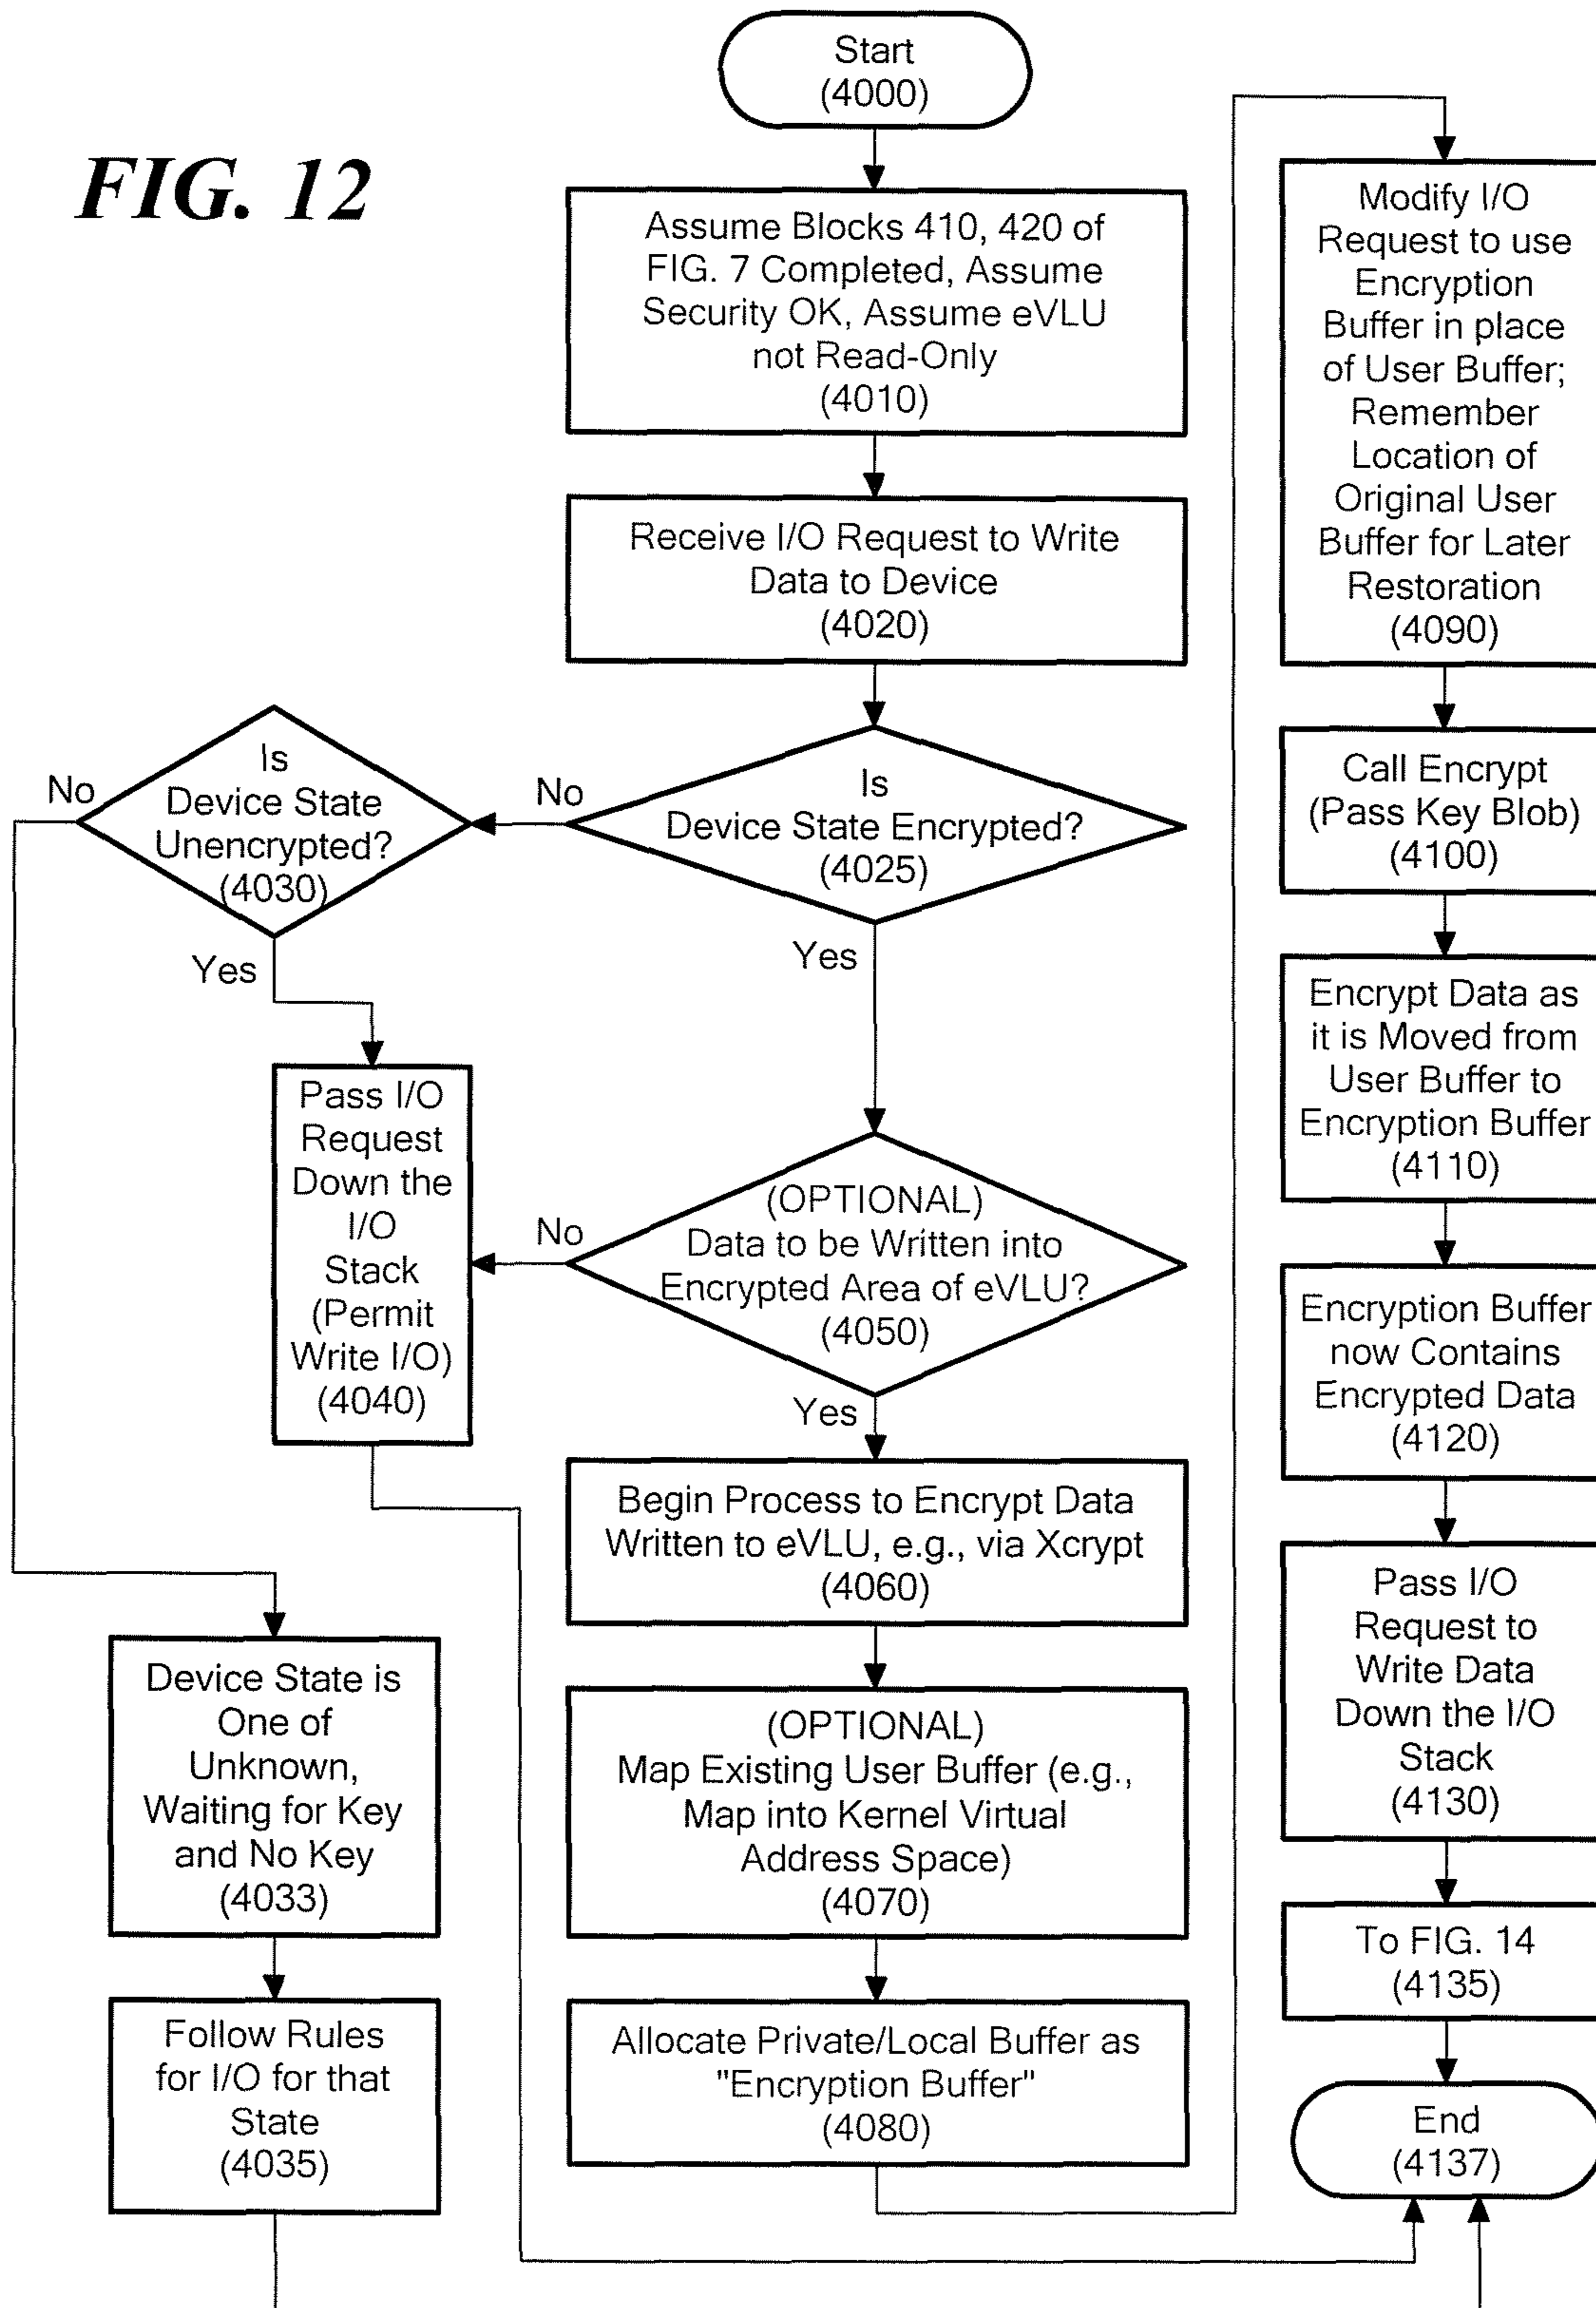 FIG. 12
Start
(4000)
Assume Blocks 410, 420 of
FIG. 7 Completed, Assume
Security OK, Assume eVLU
not Read-Only
(4010)
Receive I/O Request to Write
Data to Device
(4020)
Is
Device State Encrypted?
(4025)
No
Yes
Is
Device State
Unencrypted?
(4030)
No
Yes
Pass I/O
Request
Down the
I/O
Stack
(Permit
Write I/O)
(4040)
(OPTIONAL)
Data to be Written into
Encrypted Area of eVLU?
(4050)
No
Yes
Device State is
One of
Unknown,
Waiting for Key
and No Key
(4033)
Follow Rules
for I/O for that
State
(4035)
Begin Process to Encrypt Data
Written to eVLU, e.g., via Xcrypt
(4060)
(OPTIONAL)
Map Existing User Buffer (e.g.,
Map into Kernel Virtual
Address Space)
(4070)
Allocate Private/Local Buffer as
"Encryption Buffer"
(4080)
Modify I/O
Request to use
Encryption
Buffer in place
of User Buffer;
Remember
Location of
Original User
Buffer for Later
Restoration
(4090)
Call Encrypt
(Pass Key Blob)
(4100)
Encrypt Data as
it is Moved from
User Buffer to
Encryption Buffer
(4110)
Encryption Buffer
now Contains
Encrypted Data
(4120)
Pass I/O
Request to
Write Data
Down the I/O
Stack
(4130)
To FIG. 14
(4135)
End
(4137)